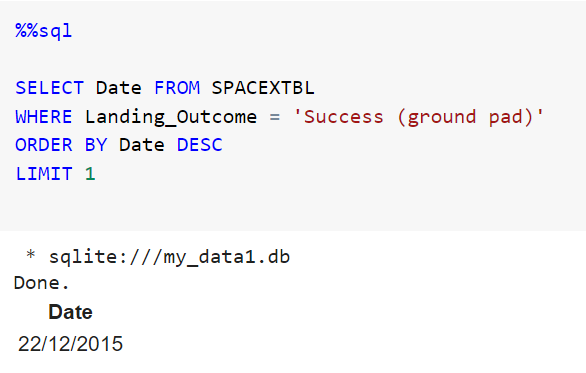 %%sql
SELECT Date FROM SPACEXTBL
WHERE Landing_Outcome = 'Success (ground pad)'
ORDER BY Date DESC
LIMIT 1
* sqlite:///my_data1.db
Done.
Date
22/12/2015